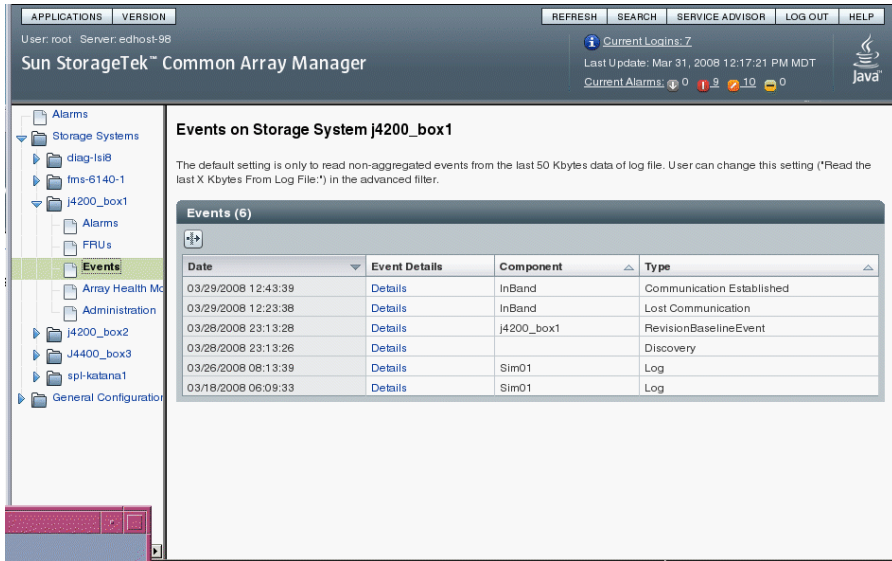 APPLICATIONS VERSION REFRESH SEARCH SERVICE ADVISOR LOG OUT HELP
User: root Server: edhost-98
Sun StorageTek™ Common Array Manager
Current Logins: 7
Last Update: Mar 31, 2008 12:17:21 PM MDT
Current Alarms: 0 9 10 0
Java™
Alarms
Storage Systems
diag-lsi8
fms-6140-1
j4200_box1
Alarms
FRUs
Events
Array Health Mo
Administration
j4200_box2
J4400_box3
spl-katana1
General Configuration
Events on Storage System j4200_box1
The default setting is only to read non-aggregated events from the last 50 Kbytes data of log file. User can change this setting ("Read the
last X Kbytes From Log File:") in the advanced filter.
Events (6)
Date Event Details Component Type
03/29/2008 12:43:39 Details InBand Communication Established
03/29/2008 12:23:38 Details InBand Lost Communication
03/28/2008 23:13:28 Details j4200_box1 RevisionBaselineEvent
03/28/2008 23:13:26 Details Discovery
03/26/2008 08:13:39 Details Sim01 Log
03/18/2008 06:09:33 Details Sim01 Log